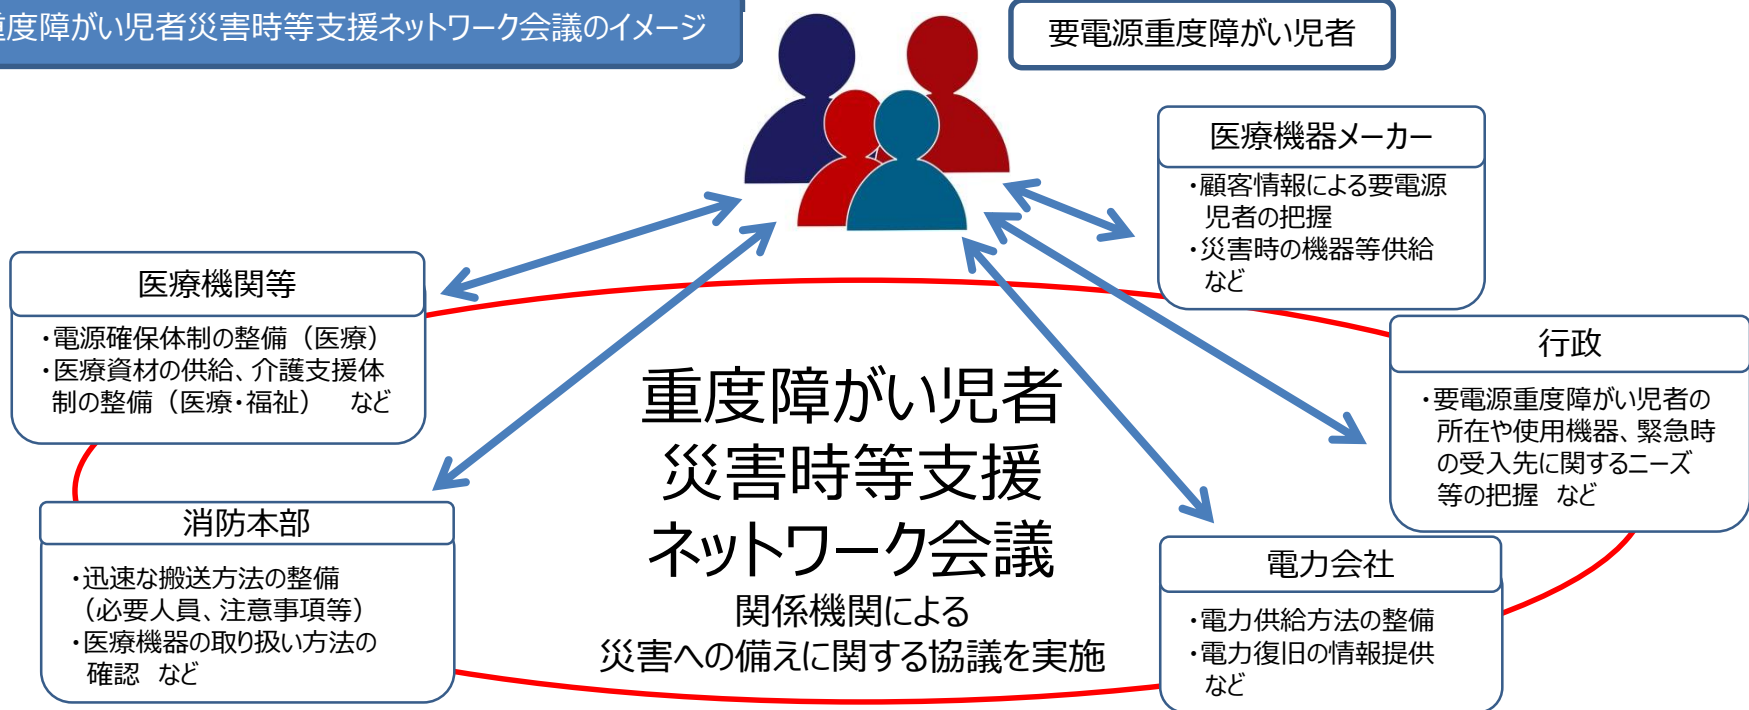 度障がい児者災害時等支援ネットワーク会議のイメージ
要電源重度障がい児者
医療機器メーカー
・顧客情報による要電源
児者の把握
・災害時の機器等供給
など
医療機関等
・電源確保体制の整備（医療）
・医療資材の供給、介護支援体
制の整備（医療・福祉）　など
行政
・要電源重度障がい児者の
所在や使用機器、緊急時
の受入先に関するニーズ
等の把握　など
重度障がい児者
災害時等支援
ネットワーク会議
関係機関による
災害への備えに関する協議を実施
消防本部
・迅速な搬送方法の整備
（必要人員、注意事項等）
・医療機器の取り扱い方法の
確認　など
電力会社
・電力供給方法の整備
・電力復旧の情報提供
など